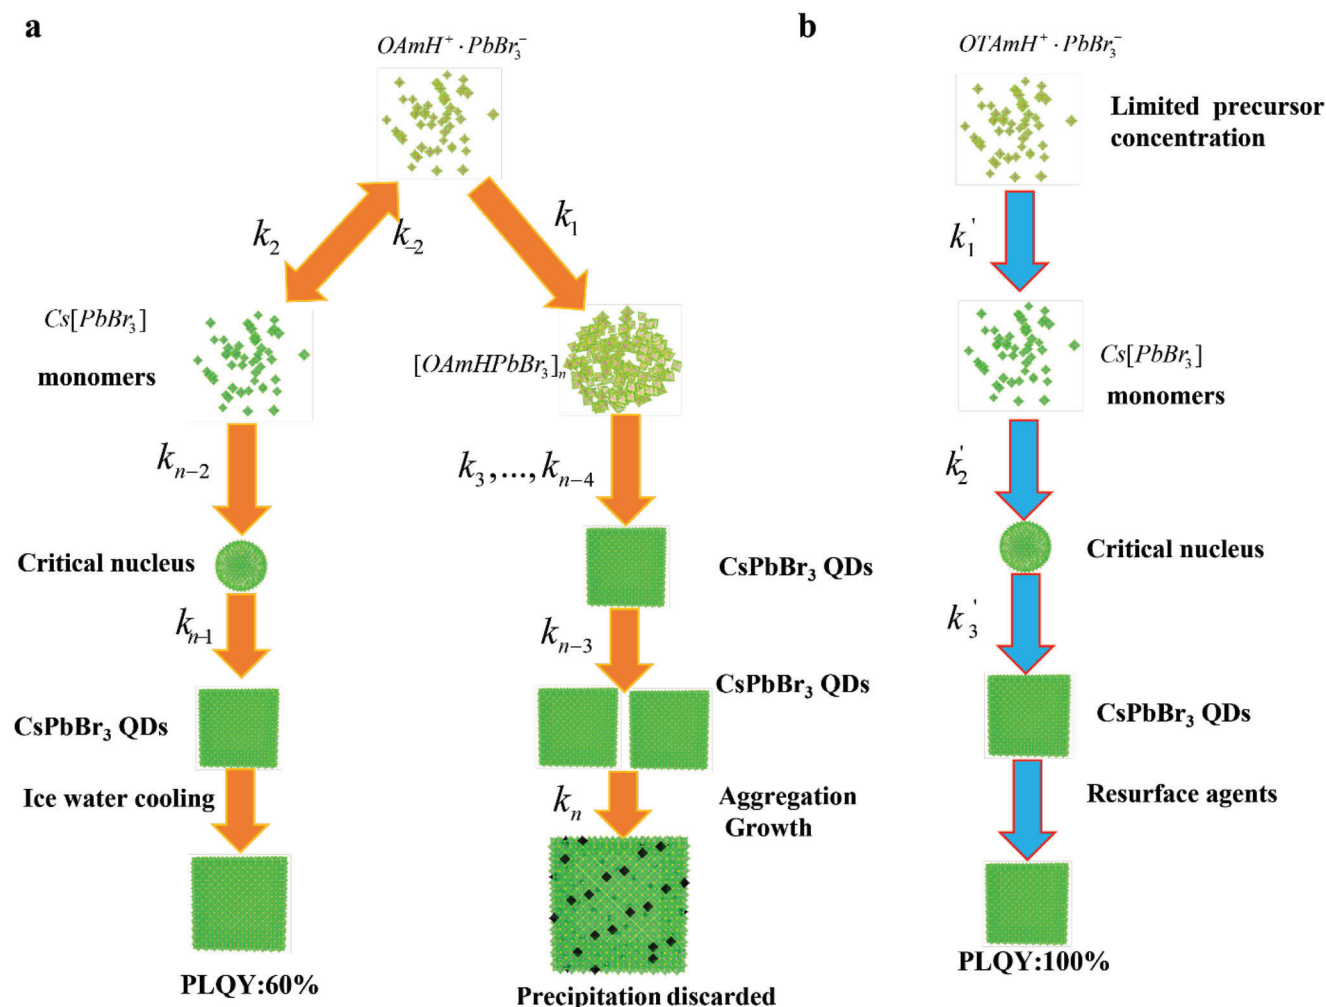 a
OAmH⁺ · PbBr₃⁻
k₂
k₋₂
k₁
Cs[PbBr₃]
monomers
[OAmHPbBr₃]ₙ
kₙ₋₂
k₃,...,kₙ₋₄
Critical nucleus
CsPbBr₃ QDs
kₙ₋₁
kₙ₋₃
CsPbBr₃ QDs
CsPbBr₃ QDs
Ice water cooling
kₙ
Aggregation
Growth
PLQY:60%
Precipitation discarded
b
OTAmH⁺ · PbBr₃⁻
Limited precursor
concentration
k₁'
Cs[PbBr₃]
monomers
k₂'
Critical nucleus
k₃'
CsPbBr₃ QDs
Resurface agents
PLQY:100%